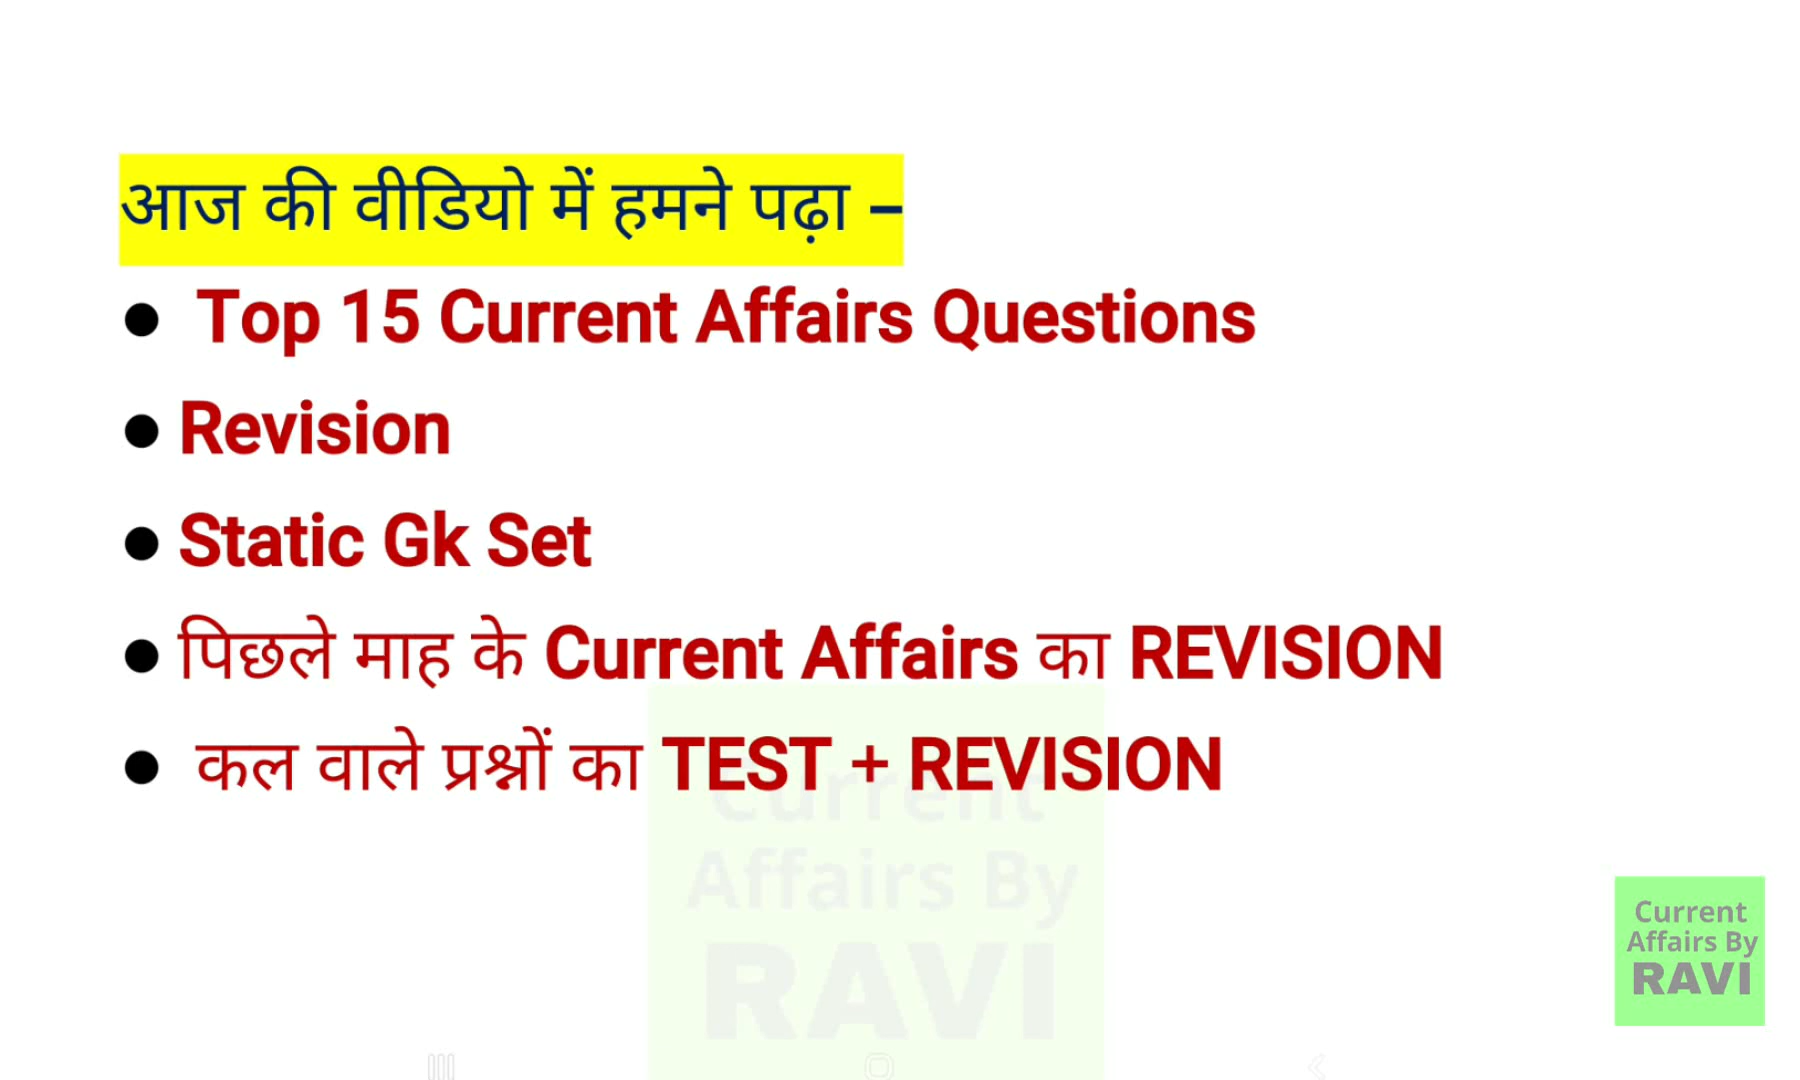 आज की वीडियो में हमने पढ़ा –
● Top 15 Current Affairs Questions
● Revision
● Static Gk Set
● पिछले माह के Current Affairs का REVISION
● कल वाले प्रश्नों का TEST + REVISION
Current
Affairs By
RAVI
Current
Affairs By
RAVI